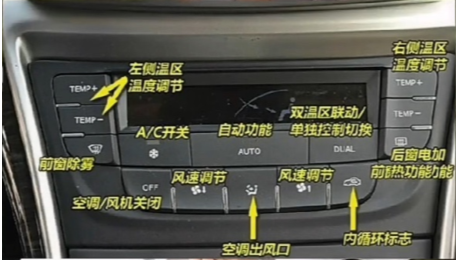 左侧温区
温度调节
右侧温区
温度调节
TEMP+
TEMP+
TEMP-
TEMP-
A/C开关
自动功能
双温区联动/
单独控制切换
AUTO
DUAL
前窗除雾
后窗电加
前热功能能
OFF
风速调节
风速调节
空调/风机关闭
空调出风口
内循环标志